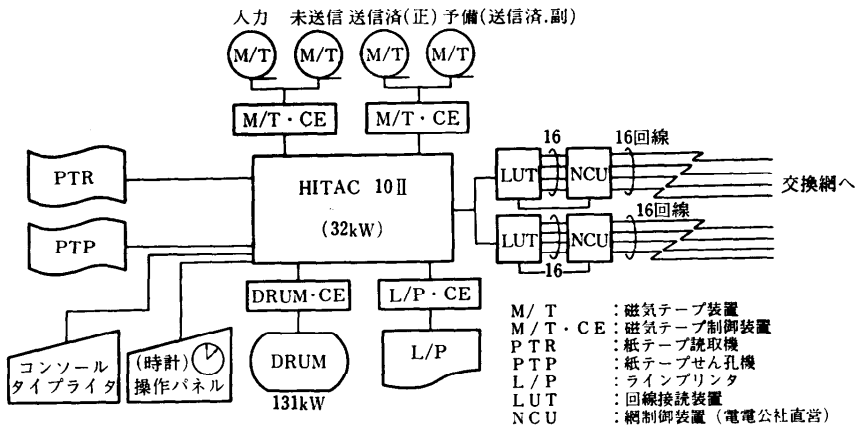 入力 未送信 送信済(正) 予備(送信済.副)
M/T M/T M/T M/T
M/T・CE M/T・CE
PTR
HITAC 10Ⅱ
(32kW)
PTP
16 16回線
LUT NCU
交換網へ
16回線
LUT NCU
16
DRUM・CE L/P・CE
コンソール
タイプライタ
(時計)
操作パネル
DRUM
131kW
L/P
M/T :磁気テープ装置
M/T・CE :磁気テープ制御装置
PTR :紙テープ読取機
PTP :紙テープせん孔機
L/P :ラインプリンタ
LUT :回線接続装置
NCU :網制御装置(電電公社直営)